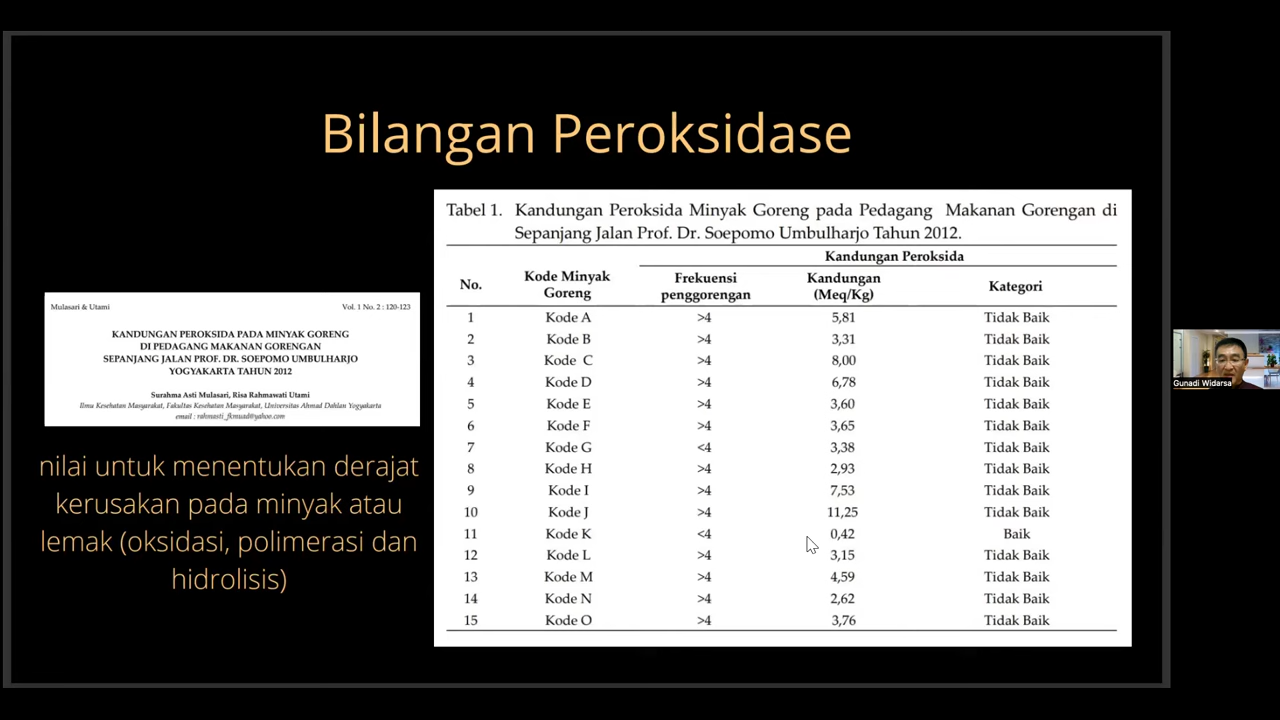 Bilangan Peroksidase
Mulasari & Utami Vol. 1 No. 2 : 120-123
KANDUNGAN PEROKSIDA PADA MINYAK GORENG
DI PEDAGANG MAKANAN GORENGAN
SEPANJANG JALAN PROF. DR. SOEPOMO UMBULHARJO
YOGYAKARTA TAHUN 2012
Surahma Asti Mulasari, Risa Rahmawati Utami
Ilmu Kesehatan Masyarakat, Fakultas Kesehatan Masyarakat, Universitas Ahmad Dahlan Yogyakarta
email : rahmasti_fkmuad@yahoo.com
nilai untuk menentukan derajat
kerusakan pada minyak atau
lemak (oksidasi, polimerasi dan
hidrolisis)
Tabel 1. Kandungan Peroksida Minyak Goreng pada Pedagang Makanan Gorengan di
Sepanjang Jalan Prof. Dr. Soepomo Umbulharjo Tahun 2012.
Kandungan Peroksida
No. Kode Minyak Goreng Frekuensi penggorengan Kandungan (Meq/Kg) Kategori
1 Kode A >4 5,81 Tidak Baik
2 Kode B >4 3,31 Tidak Baik
3 Kode C >4 8,00 Tidak Baik
4 Kode D >4 6,78 Tidak Baik
5 Kode E >4 3,60 Tidak Baik
6 Kode F >4 3,65 Tidak Baik
7 Kode G <4 3,38 Tidak Baik
8 Kode H >4 2,93 Tidak Baik
9 Kode I >4 7,53 Tidak Baik
10 Kode J >4 11,25 Tidak Baik
11 Kode K <4 0,42 Baik
12 Kode L >4 3,15 Tidak Baik
13 Kode M >4 4,59 Tidak Baik
14 Kode N >4 2,62 Tidak Baik
15 Kode O >4 3,76 Tidak Baik
Gunadi Widarsa